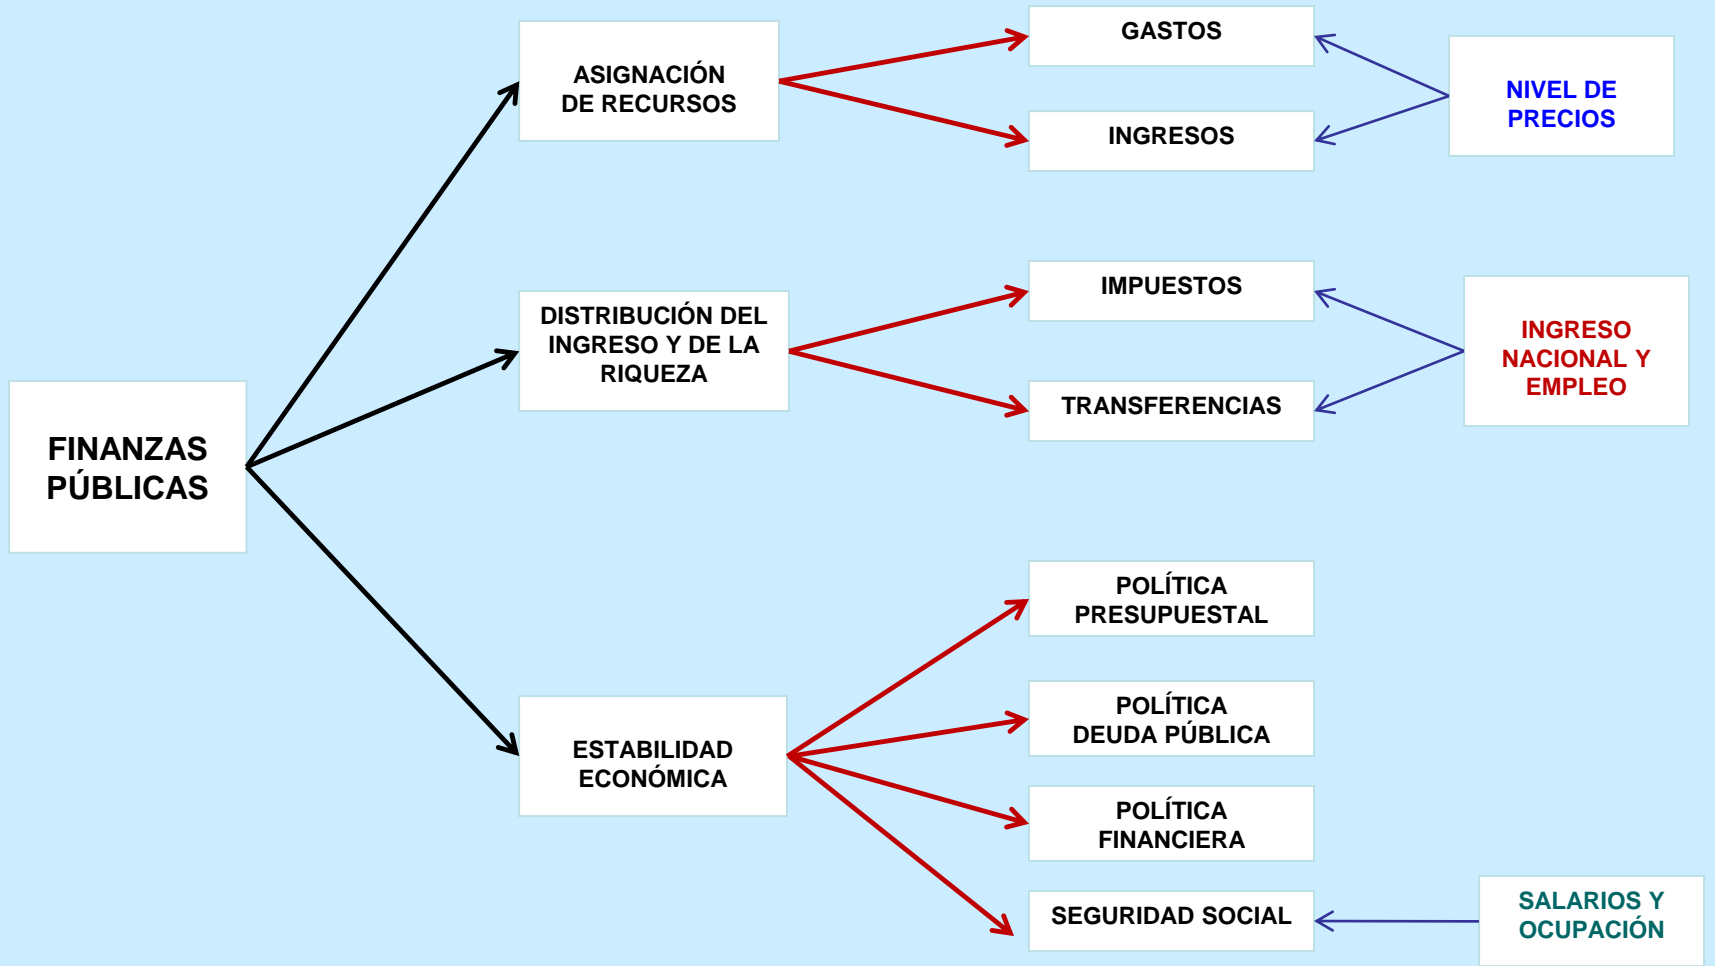 FINANZAS
PÚBLICAS
ASIGNACIÓN
DE RECURSOS
GASTOS
INGRESOS
NIVEL DE
PRECIOS
DISTRIBUCIÓN DEL
INGRESO Y DE LA
RIQUEZA
IMPUESTOS
TRANSFERENCIAS
INGRESO
NACIONAL Y
EMPLEO
ESTABILIDAD
ECONÓMICA
POLÍTICA
PRESUPUESTAL
POLÍTICA
DEUDA PÚBLICA
POLÍTICA
FINANCIERA
SEGURIDAD SOCIAL
SALARIOS Y
OCUPACIÓN